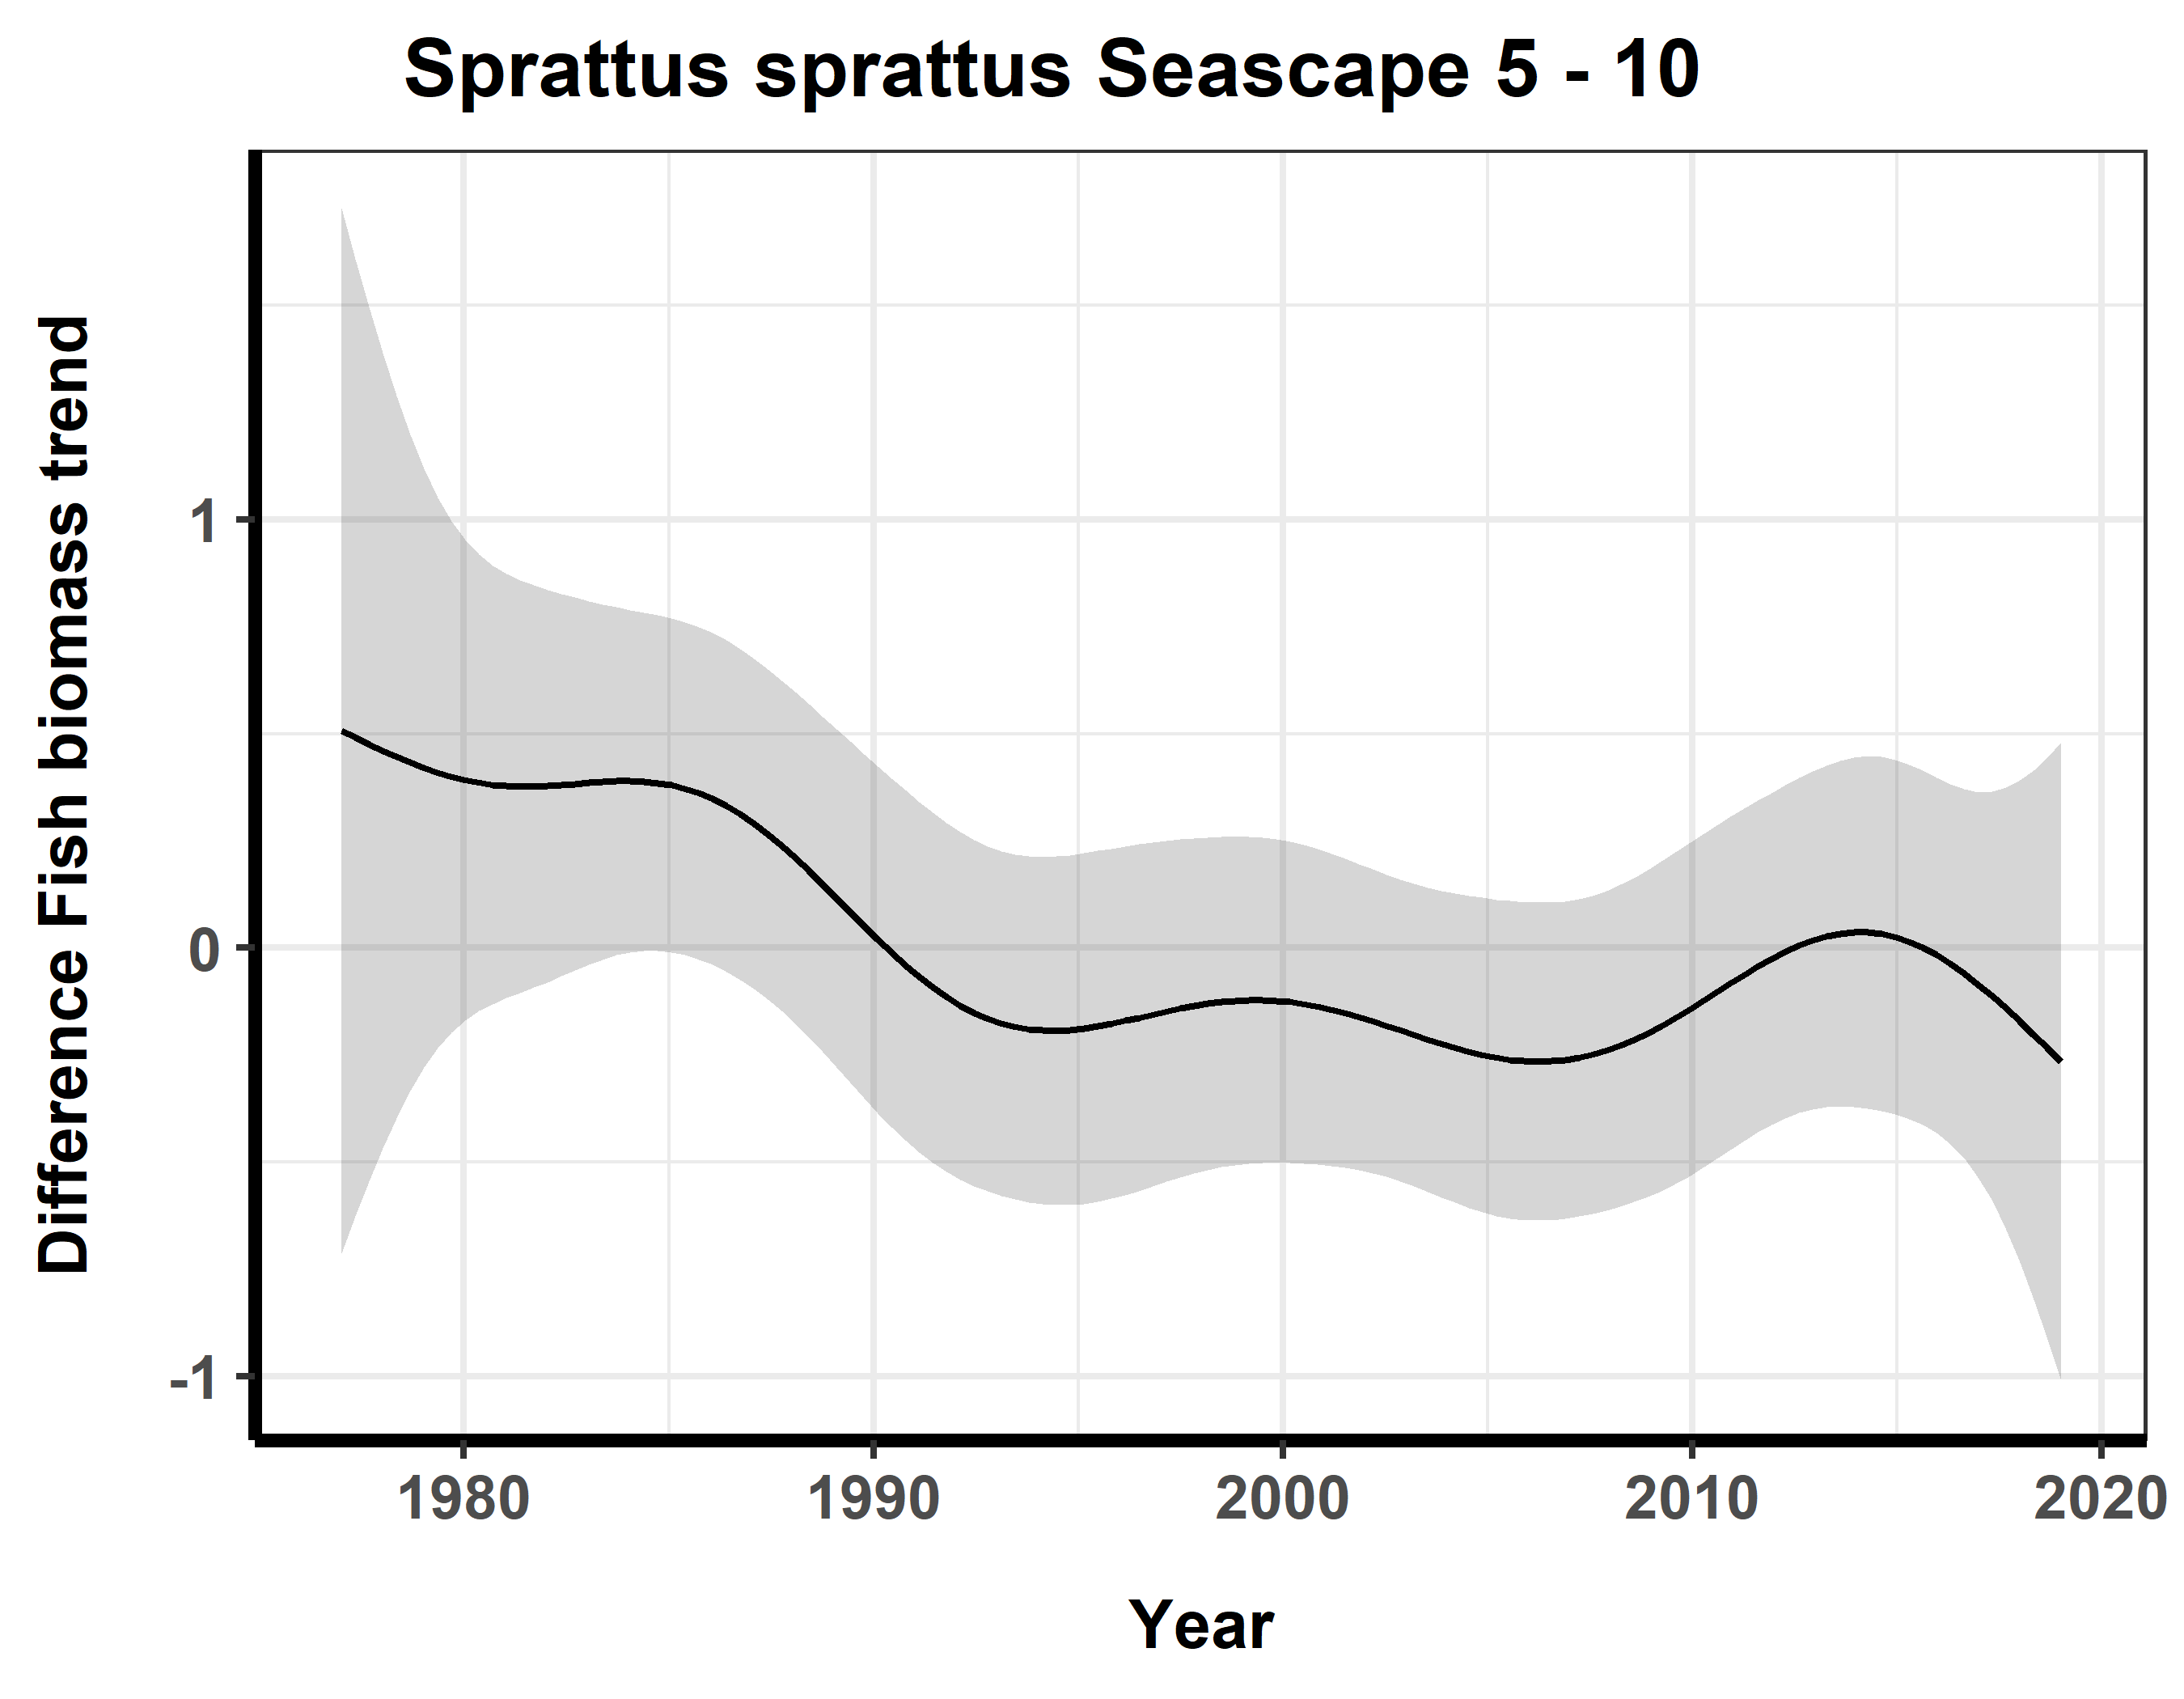 Sprattus sprattus Seascape 5 - 10
Difference Fish biomass trend
1
0
-1
1980 1990 2000 2010 2020
Year